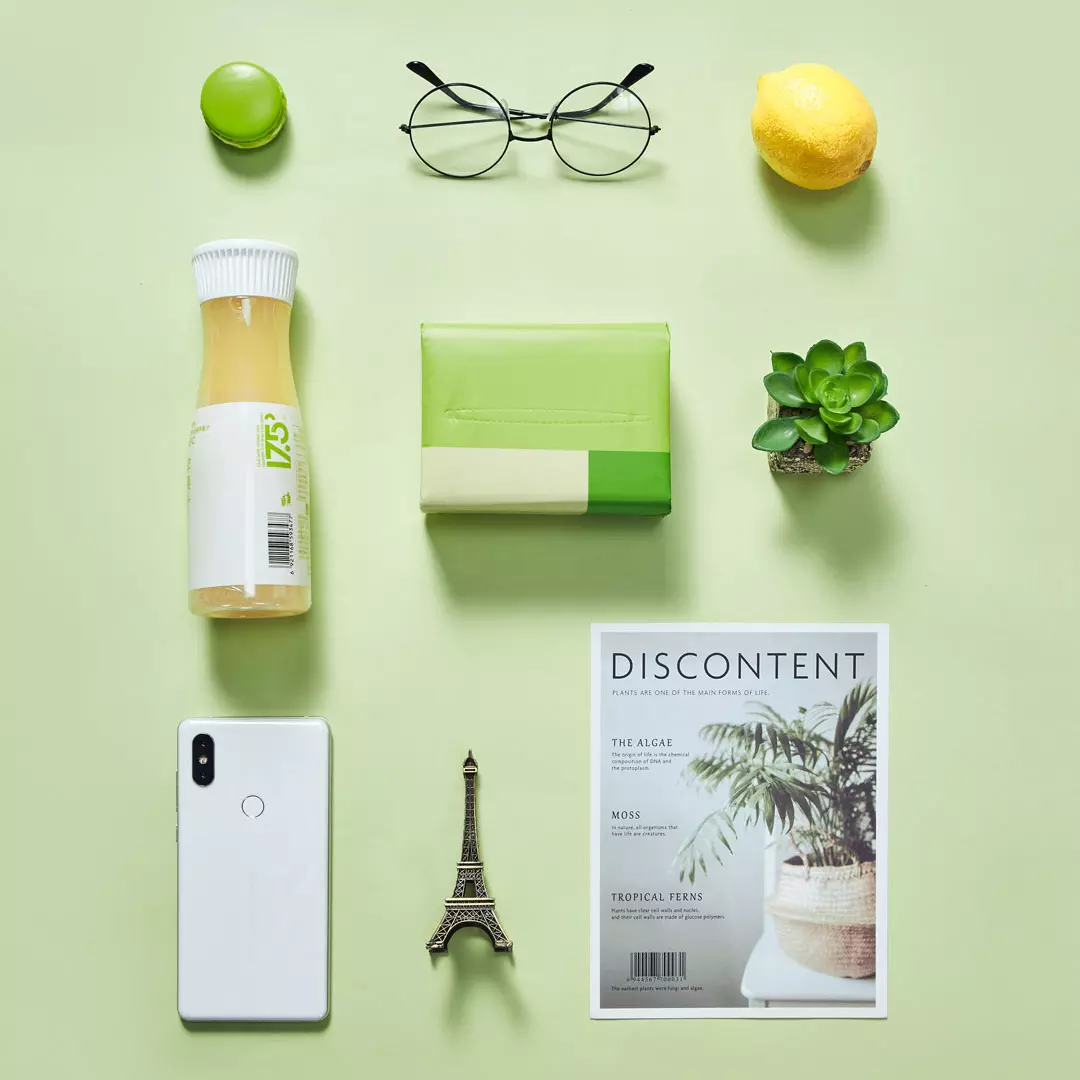 17.5°
6 921168 593477
DISCONTENT
PLANTS ARE ONE OF THE MAIN FORMS OF LIFE.
THE ALGAE
The origin of life is the chemical
composition of DNA and
the protoplasm.
MOSS
In nature, all organisms that
have life are creatures.
TROPICAL FERNS
Plants have clear cell walls and nuclei,
and their cell walls are made of glucose polymers.
The earliest plants were fungi and algae.